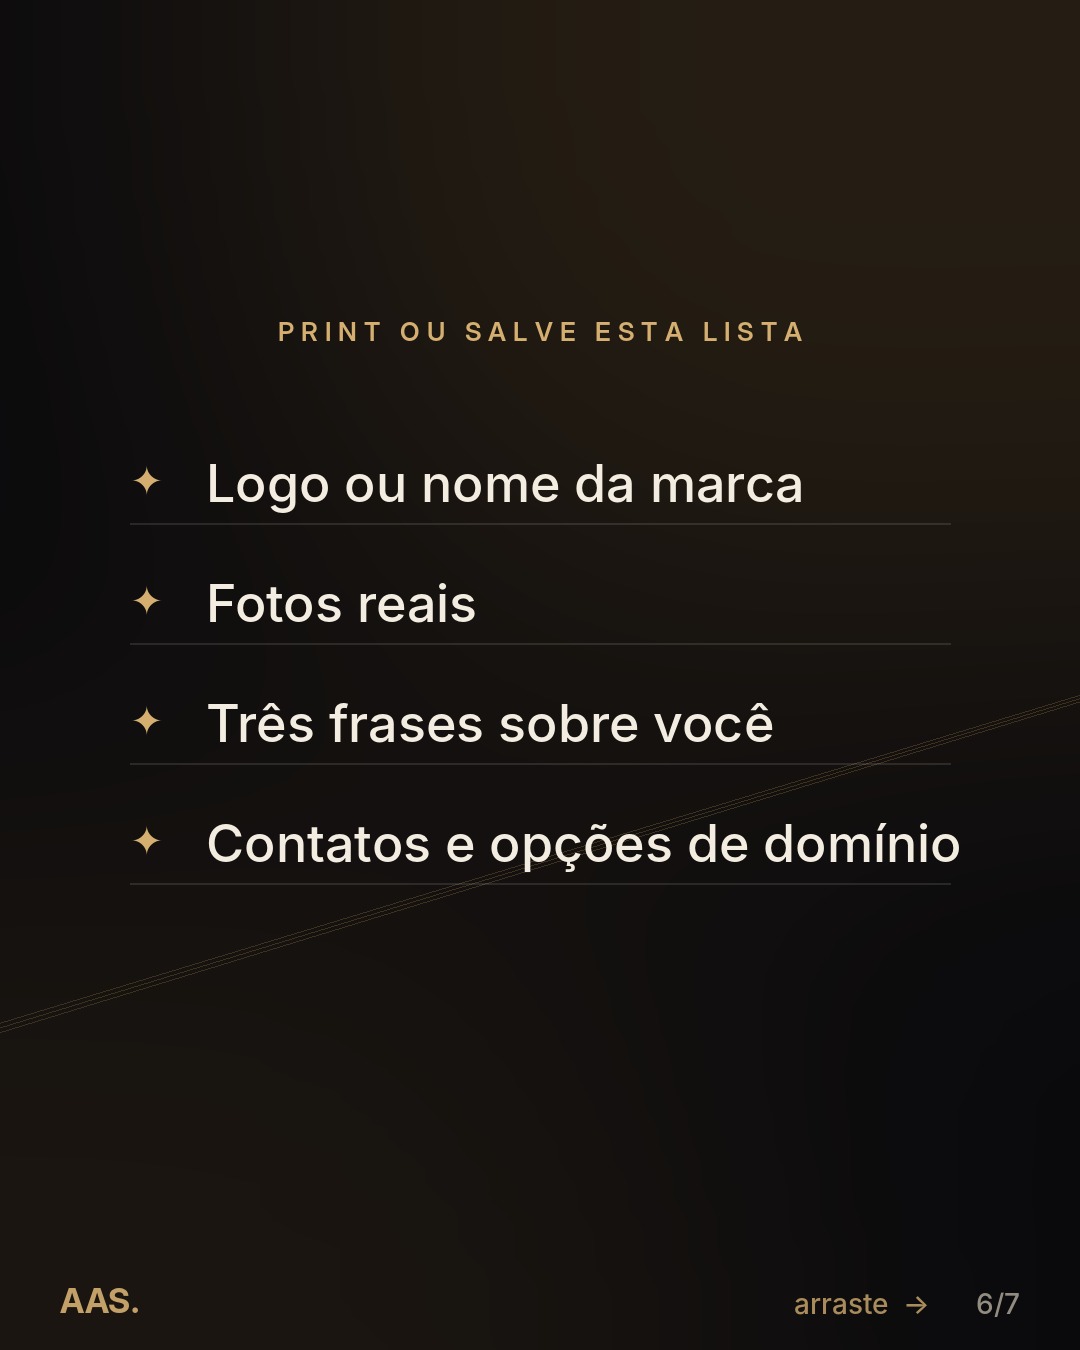 PRINT OU SALVE ESTA LISTA
✦ Logo ou nome da marca
✦ Fotos reais
✦ Três frases sobre você
✦ Contatos e opções de domínio
AAS.
arraste → 6/7